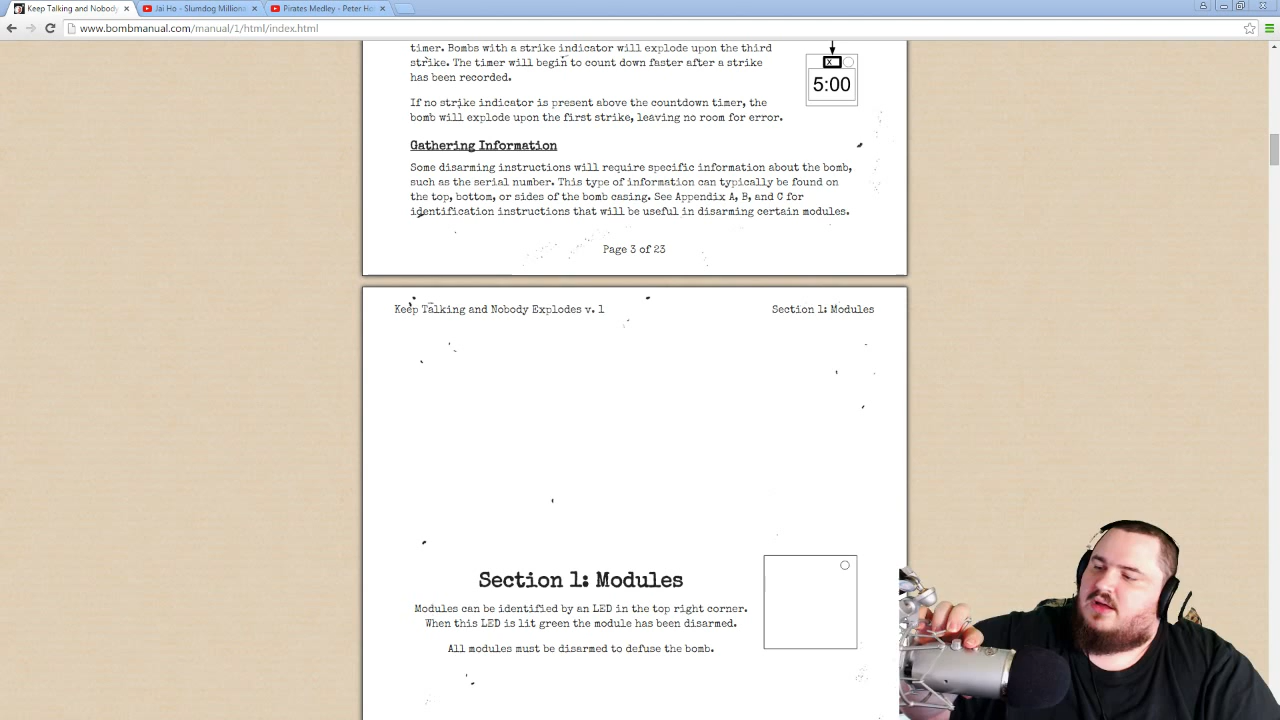 Keep Talking and Nobody
Jai Ho - Slumdog Milliona
Pirates Medley - Peter Ho
www.bombmanual.com/manual/1/html/index.html
timer. Bombs with a strike indicator will explode upon the third
strike. The timer will begin to count down faster after a strike
has been recorded.
X
5:00
If no strike indicator is present above the countdown timer, the
bomb will explode upon the first strike, leaving no room for error.
Gathering Information
Some disarming instructions will require specific information about the bomb,
such as the serial number. This type of information can typically be found on
the top, bottom, or sides of the bomb casing. See Appendix A, B, and C for
identification instructions that will be useful in disarming certain modules.
Page 3 of 23
Keep Talking and Nobody Explodes v. 1
Section 1: Modules
Section 1: Modules
Modules can be identified by an LED in the top right corner.
When this LED is lit green the module has been disarmed.
All modules must be disarmed to defuse the bomb.